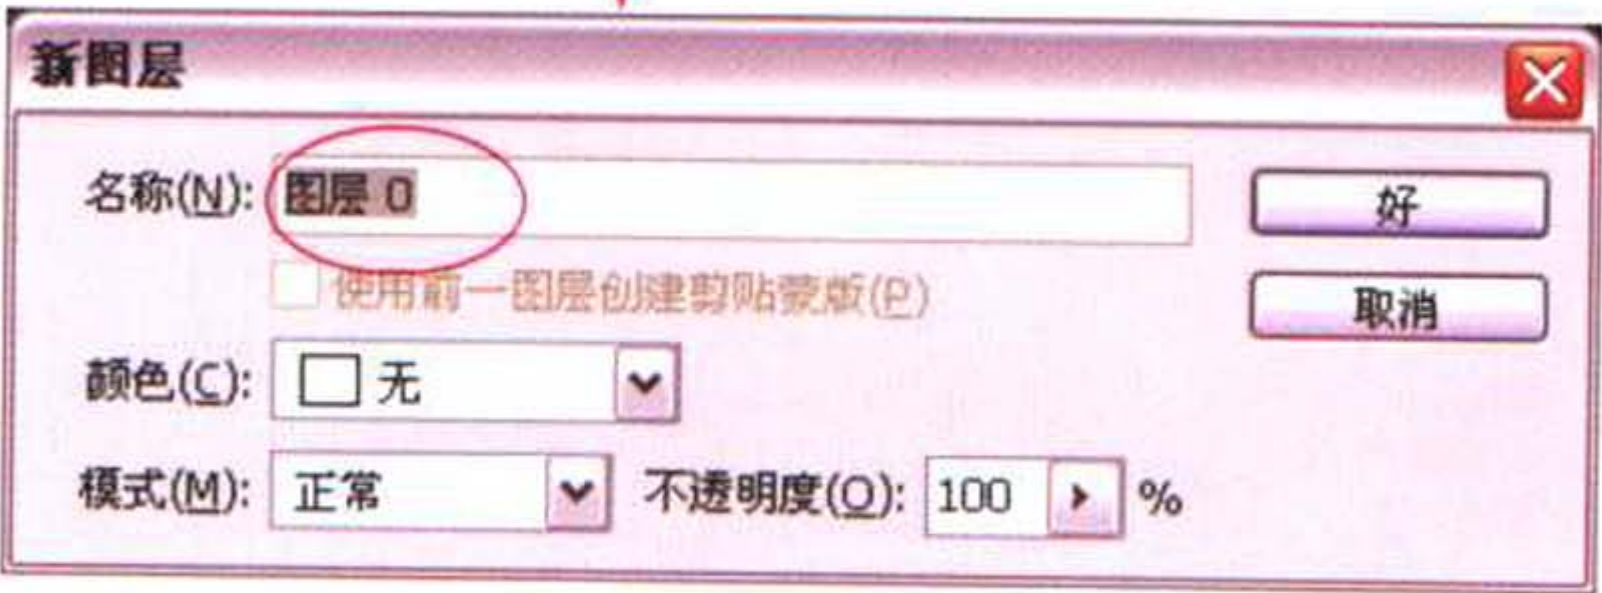 新图层
名称(N): 图层 0 好
使用前一图层创建剪贴蒙版(P) 取消
颜色(C): 无
模式(M): 正常 不透明度(O): 100 %